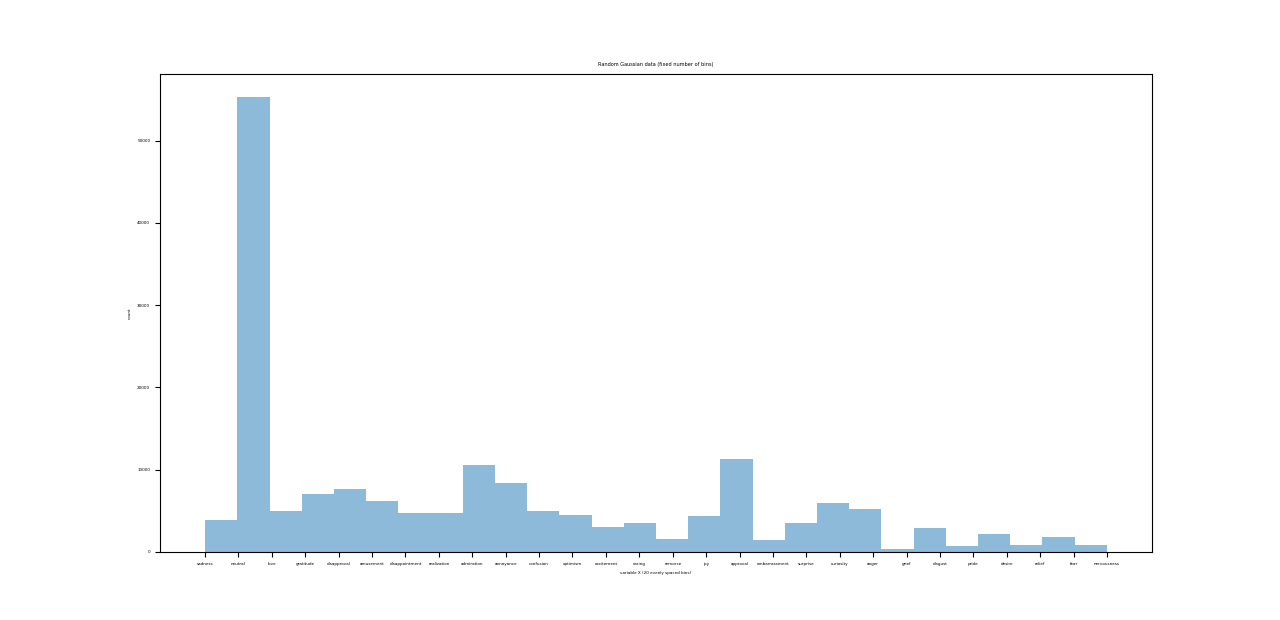 Random Gaussian data (fixed number of bins)
50000
40000
30000
20000
10000
0
count
sadness neutral love gratitude disapproval amusement disappointment realization admiration annoyance confusion optimism excitement caring remorse joy approval embarrassment surprise curiosity anger grief disgust pride desire relief fear nervousness
variable X (20 evenly spaced bins)